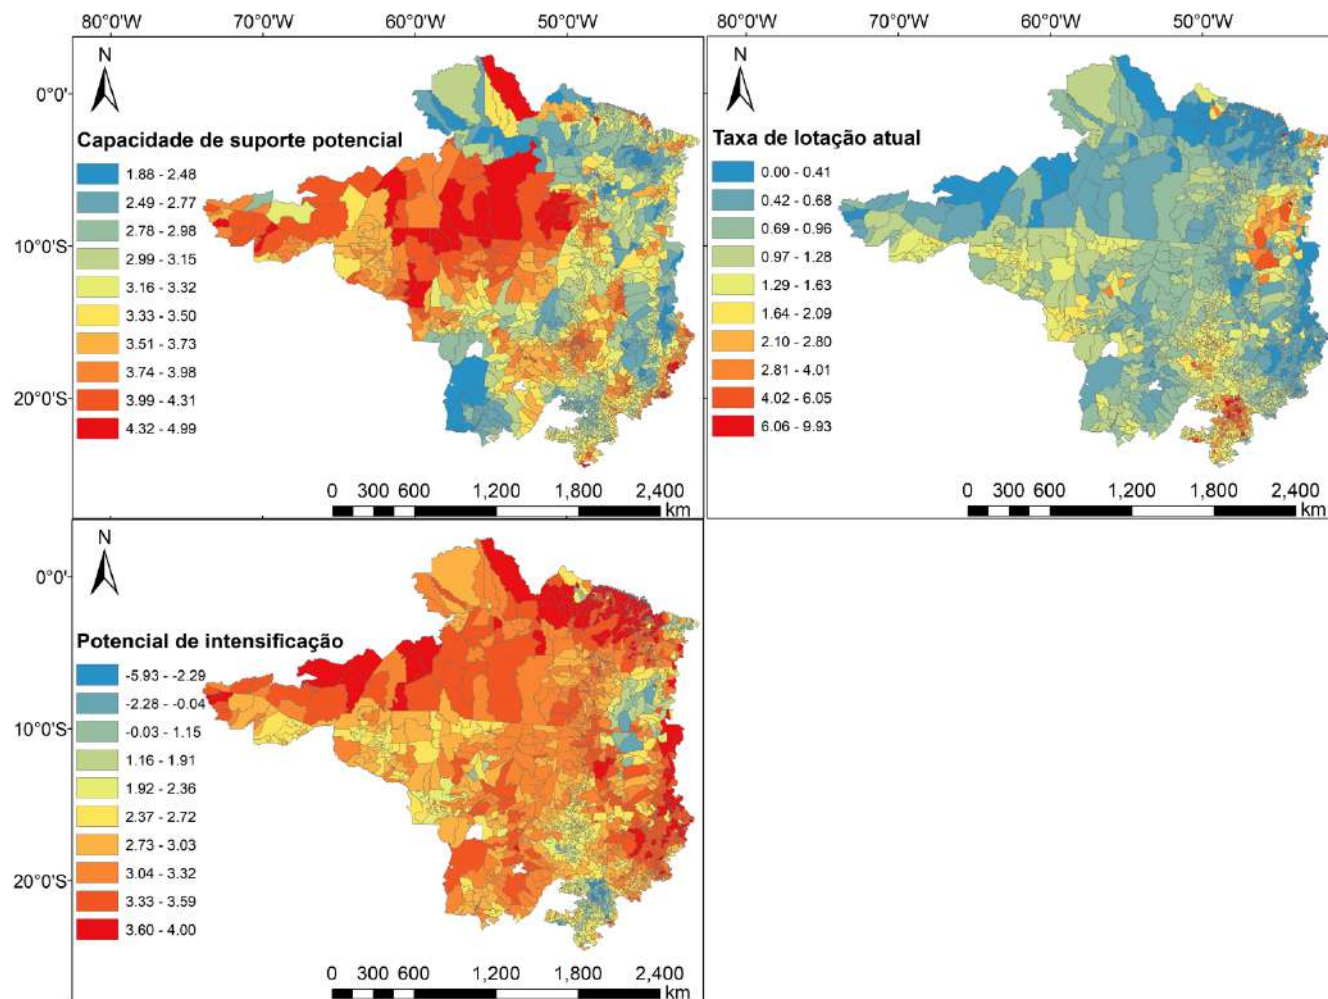 80°0'W 70°0'W 60°0'W 50°0'W
80°0'W 70°0'W 60°0'W 50°0'W
N
0°0'
10°0'S
20°0'S
Capacidade de suporte potencial
1.88 - 2.48
2.49 - 2.77
2.78 - 2.98
2.99 - 3.15
3.16 - 3.32
3.33 - 3.50
3.51 - 3.73
3.74 - 3.98
3.99 - 4.31
4.32 - 4.99
0 300 600 1,200 1,800 2,400
km
N
Taxa de lotação atual
0.00 - 0.41
0.42 - 0.68
0.69 - 0.96
0.97 - 1.28
1.29 - 1.63
1.64 - 2.09
2.10 - 2.80
2.81 - 4.01
4.02 - 6.05
6.06 - 9.93
0 300 600 1,200 1,800 2,400
km
N
0°0'
10°0'S
20°0'S
Potencial de intensificação
-5.93 - -2.29
-2.28 - -0.04
-0.03 - 1.15
1.16 - 1.91
1.92 - 2.36
2.37 - 2.72
2.73 - 3.03
3.04 - 3.32
3.33 - 3.59
3.60 - 4.00
0 300 600 1,200 1,800 2,400
km